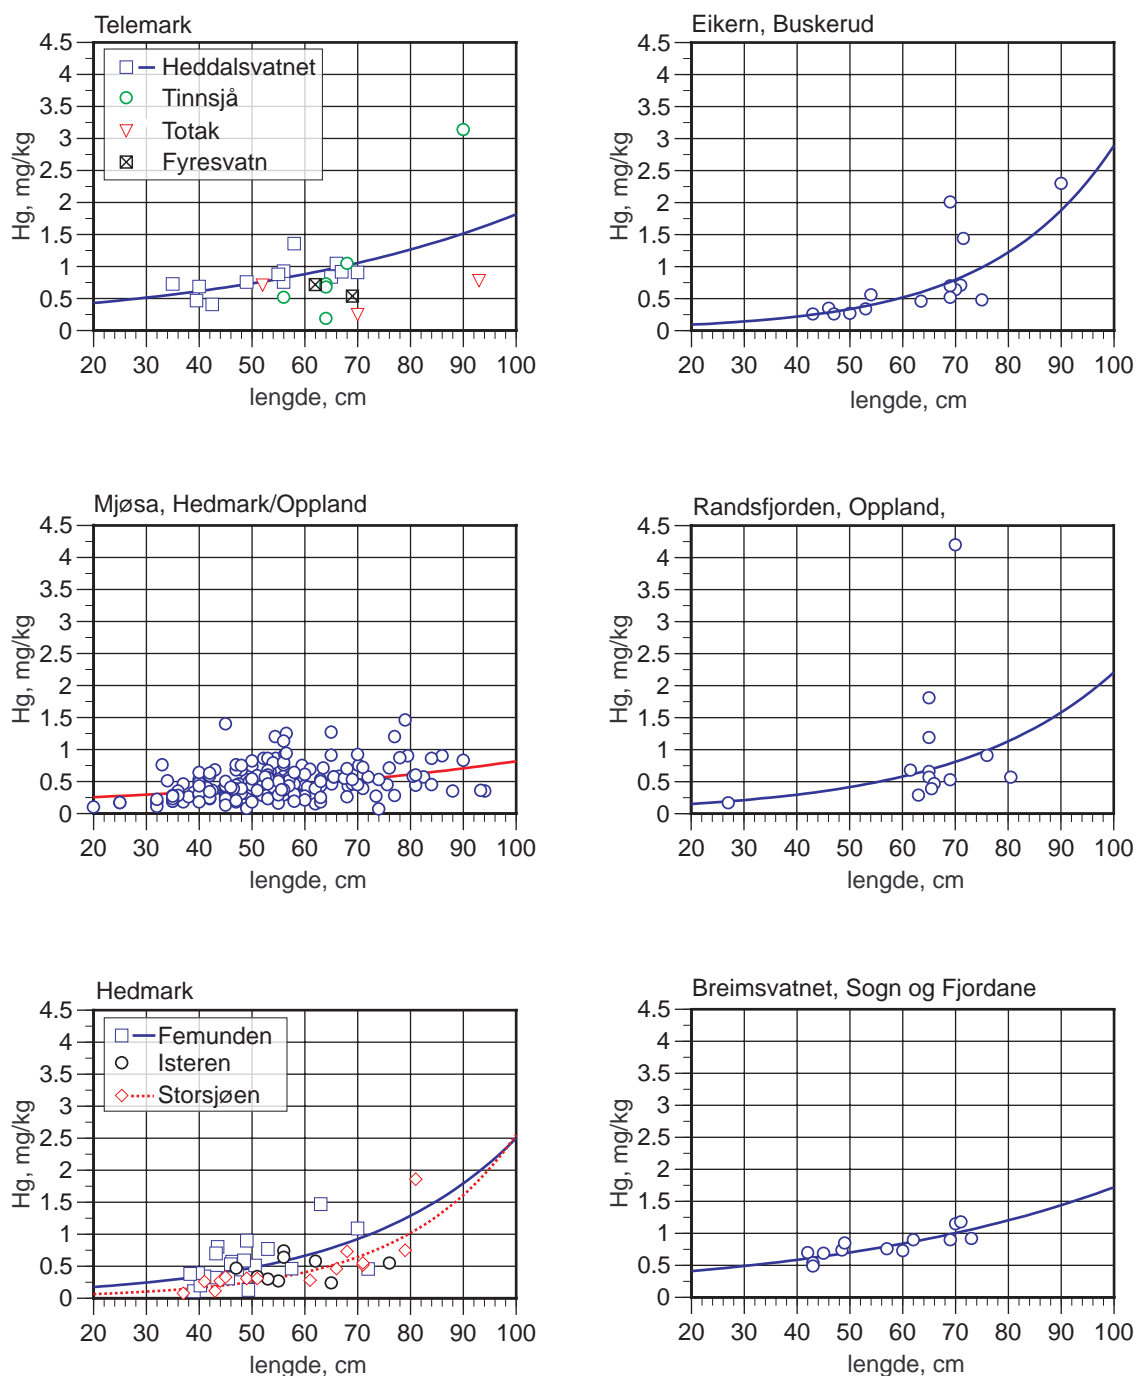 Telemark
4.5
4
3.5
3
2.5
2
1.5
1
0.5
0
Hg, mg/kg
Heddalsvatnet
Tinnsjå
Totak
Fyresvatn
20 30 40 50 60 70 80 90 100
lengde, cm
Eikern, Buskerud
4.5
4
3.5
3
2.5
2
1.5
1
0.5
0
Hg, mg/kg
20 30 40 50 60 70 80 90 100
lengde, cm
Mjøsa, Hedmark/Oppland
4.5
4
3.5
3
2.5
2
1.5
1
0.5
0
Hg, mg/kg
20 30 40 50 60 70 80 90 100
lengde, cm
Randsfjorden, Oppland,
4.5
4
3.5
3
2.5
2
1.5
1
0.5
0
Hg, mg/kg
20 30 40 50 60 70 80 90 100
lengde, cm
Hedmark
4.5
4
3.5
3
2.5
2
1.5
1
0.5
0
Hg, mg/kg
Femunden
Isteren
Storsjøen
20 30 40 50 60 70 80 90 100
lengde, cm
Breimsvatnet, Sogn og Fjordane
4.5
4
3.5
3
2.5
2
1.5
1
0.5
0
Hg, mg/kg
20 30 40 50 60 70 80 90 100
lengde, cm